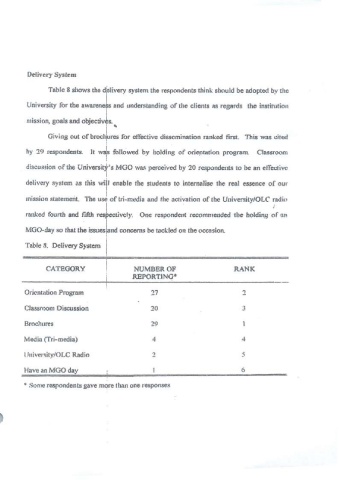 Delivery System
Table 8 shows the delivery system the respondents think should be adopted by the
University for the awareness and understanding of the clients as regards the institution
mission, goals and objectives.
Giving out of brochures for effective dissemination ranked first. This was cited
by 29 respondents. It was followed by holding of orientation program. Classroom
discussion of the University's MGO was perceived by 20 respondents to be an effective
delivery system as this will enable the students to internalise the real essence of our
mission statement. The use of tri-media and the activation of the University/OLC radio
ranked fourth and fifth respectively. One respondent recommended the holding of an
MGO-day so that the issues and concerns be tackled on the occasion.
Table 8. Delivery System
CATEGORY NUMBER OF RANK
REPORTING*
Orientation Program 27 2
Classroom Discussion 20 3
Brochures 29 1
Media (Tri-media) 4 4
University/OLC Radio 2 5
Have an MGO day 1 6
* Some respondents gave more than one responses